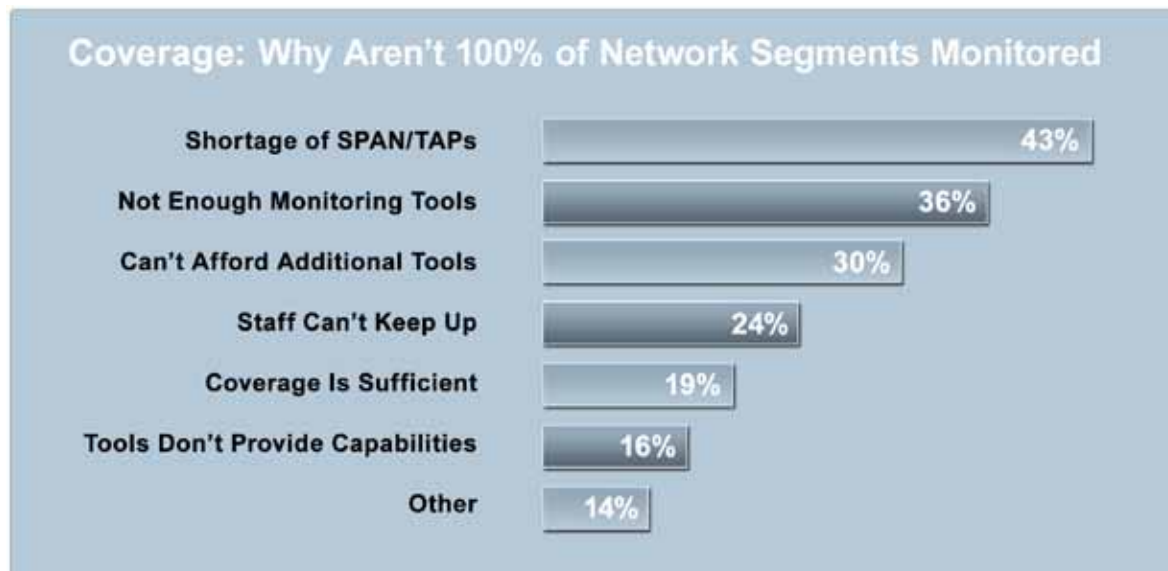 Coverage: Why Aren't 100% of Network Segments Monitored
Shortage of SPAN/TAPs 43%
Not Enough Monitoring Tools 36%
Can't Afford Additional Tools 30%
Staff Can't Keep Up 24%
Coverage Is Sufficient 19%
Tools Don't Provide Capabilities 16%
Other 14%